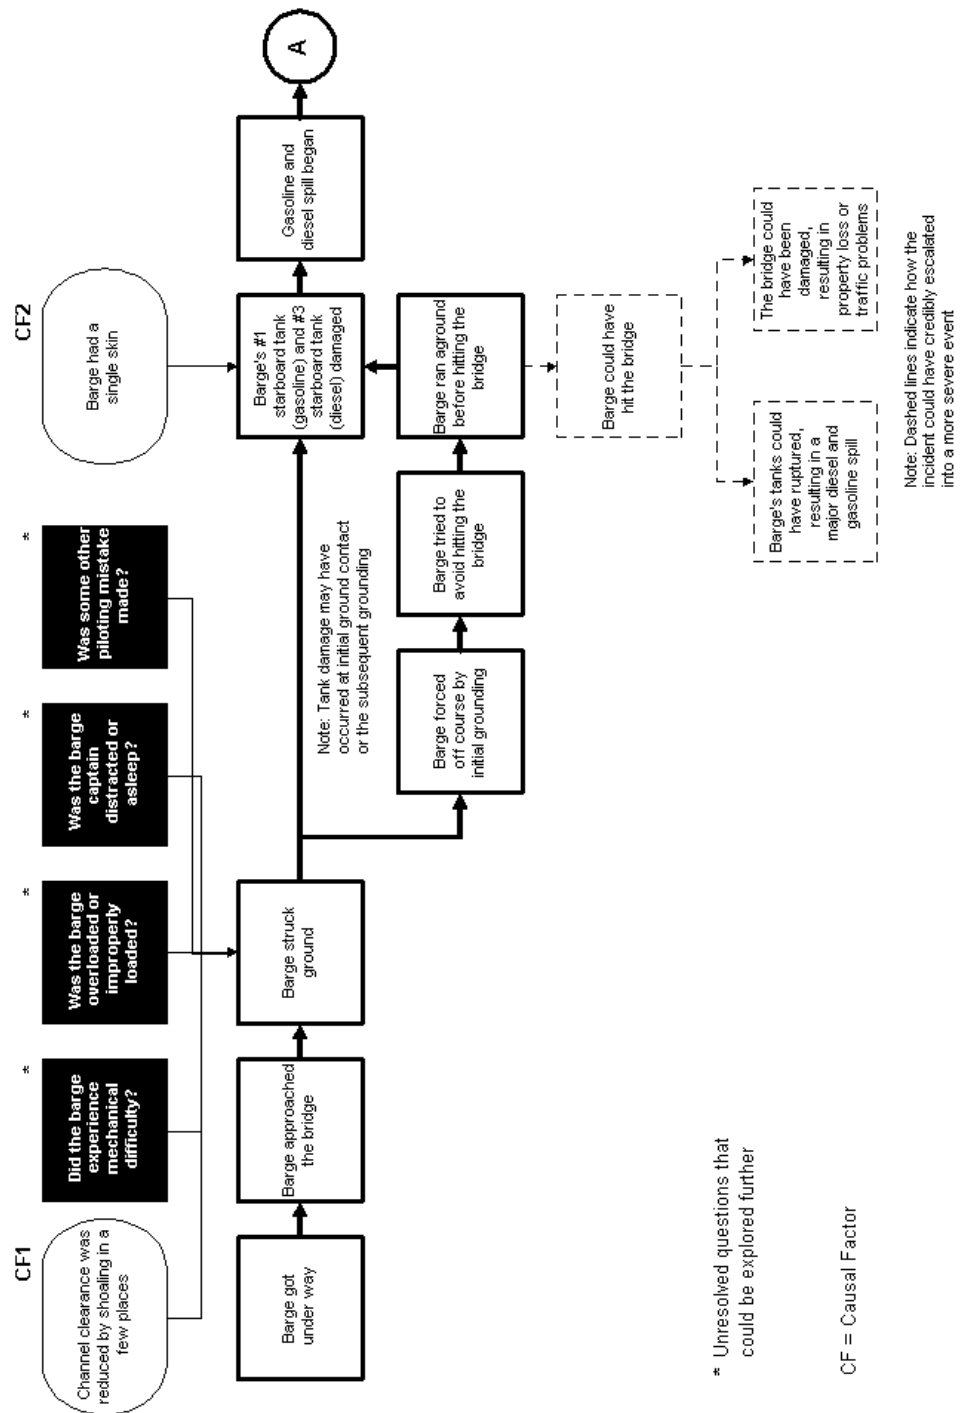 CF1
Channel clearance was
reduced by shoaling in a
few places
*
Did the barge
experience
mechanical
difficulty?
*
Was the barge
overloaded or
improperly
loaded?
*
Was the barge
captain
distracted or
asleep?
*
Was some other
piloting mistake
made?
CF2
Barge had a
single skin
Barge got
under way
Barge approached
the bridge
Barge struck
ground
Barge's #1
starboard tank
(gasoline) and #3
starboard tank
(diesel) damaged
Gasoline and
diesel spill began
A
Note: Tank damage may have
occurred at initial ground contact
or the subsequent grounding
Barge forced
off course by
initial grounding
Barge tried to
avoid hitting the
bridge
Barge ran aground
before hitting the
bridge
Barge could have
hit the bridge
Barge's tanks could
have ruptured,
resulting in a
major diesel and
gasoline spill
The bridge could
have been
damaged,
resulting in
property loss or
traffic problems
* Unresolved questions that
could be explored further
CF = Causal Factor
Note: Dashed lines indicate how the
incident could have credibly escalated
into a more severe event